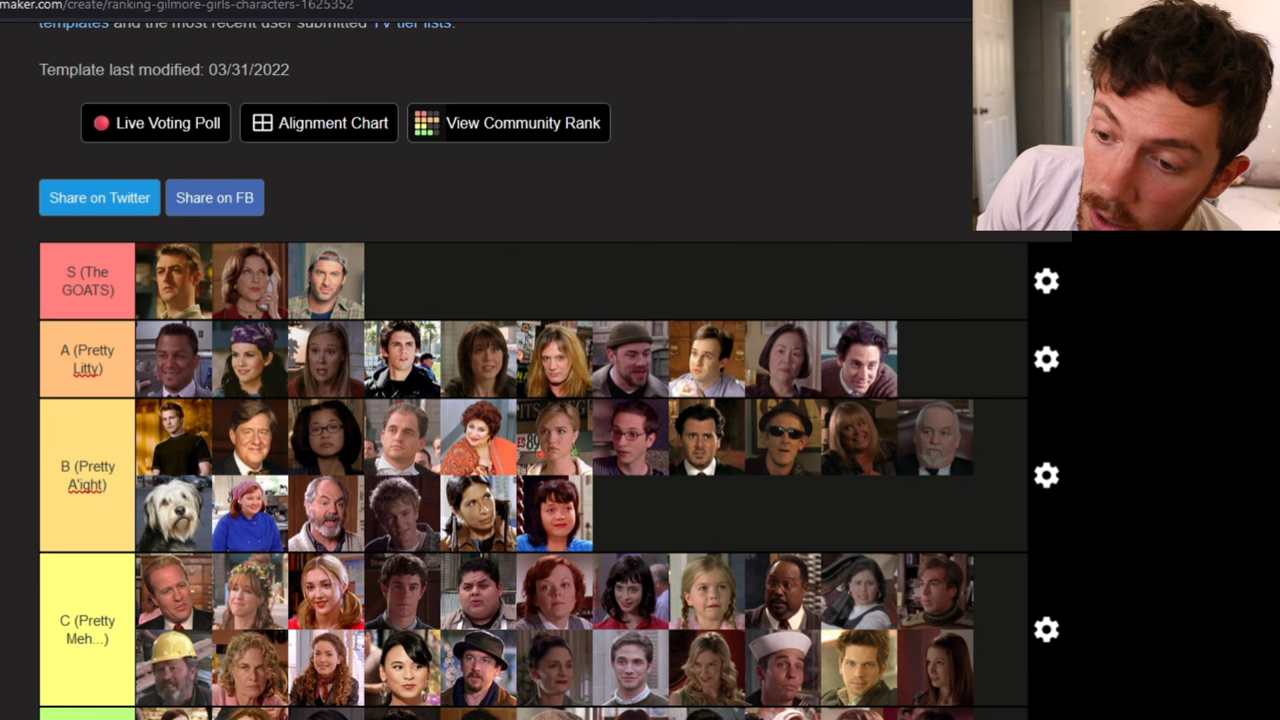 maker.com/create/ranking-gilmore-girls-characters-1625352
templates and the most recent user submitted TV tier lists.
Template last modified: 03/31/2022
Live Voting Poll
Alignment Chart
View Community Rank
Share on Twitter
Share on FB
S (The
GOATS)
A (Pretty
Litty)
B (Pretty
A'ight)
C (Pretty
Meh...)